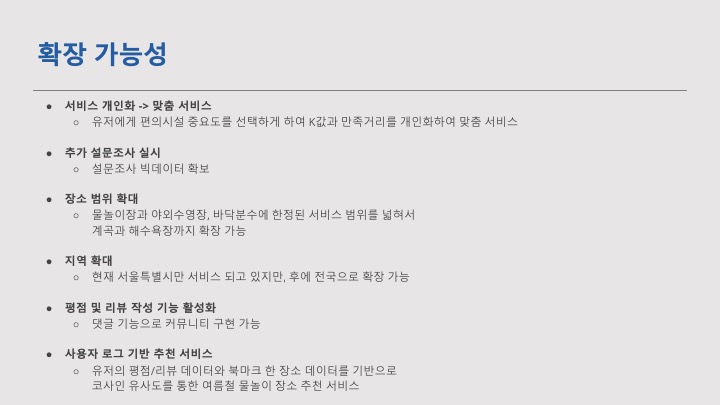 확장 가능성
● 서비스 개인화 -> 맞춤 서비스
○ 유저에게 편의시설 중요도를 선택하게 하여 K값과 만족거리를 개인화하여 맞춤 서비스
● 추가 설문조사 실시
○ 설문조사 빅데이터 확보
● 장소 범위 확대
○ 물놀이장과 야외수영장, 바닥분수에 한정된 서비스 범위를 넓혀서
계곡과 해수욕장까지 확장 가능
● 지역 확대
○ 현재 서울특별시만 서비스 되고 있지만, 후에 전국으로 확장 가능
● 평점 및 리뷰 작성 기능 활성화
○ 댓글 기능으로 커뮤니티 구현 가능
● 사용자 로그 기반 추천 서비스
○ 유저의 평점/리뷰 데이터와 북마크 한 장소 데이터를 기반으로
코사인 유사도를 통한 여름철 물놀이 장소 추천 서비스